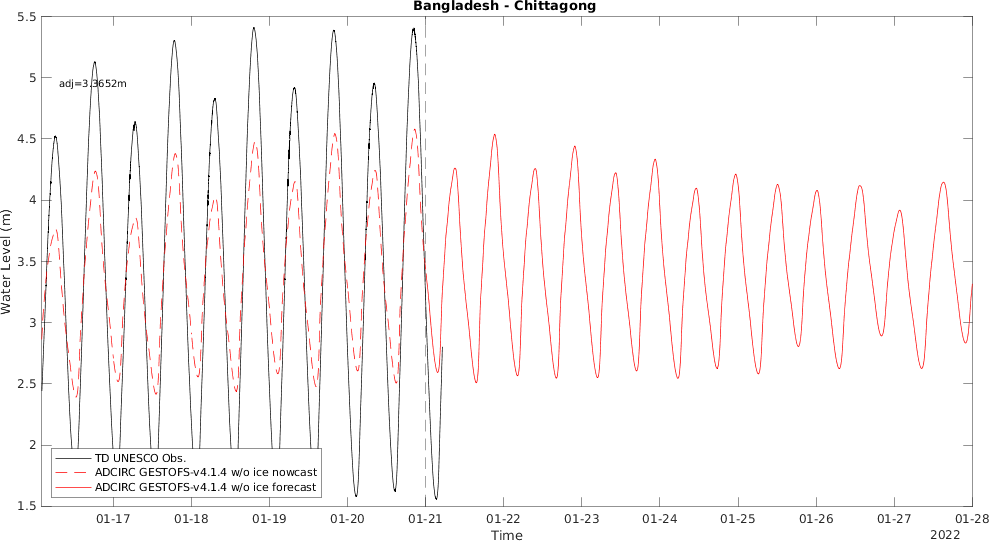 Bangladesh - Chittagong
5.5
5
4.5
4
3.5
3
2.5
2
1.5
Water Level (m)
adj=3.3652m
TD UNESCO Obs.
ADCIRC GESTOFS-v4.1.4 w/o ice nowcast
ADCIRC GESTOFS-v4.1.4 w/o ice forecast
01-17 01-18 01-19 01-20 01-21 01-22 01-23 01-24 01-25 01-26 01-27 01-28
Time
2022